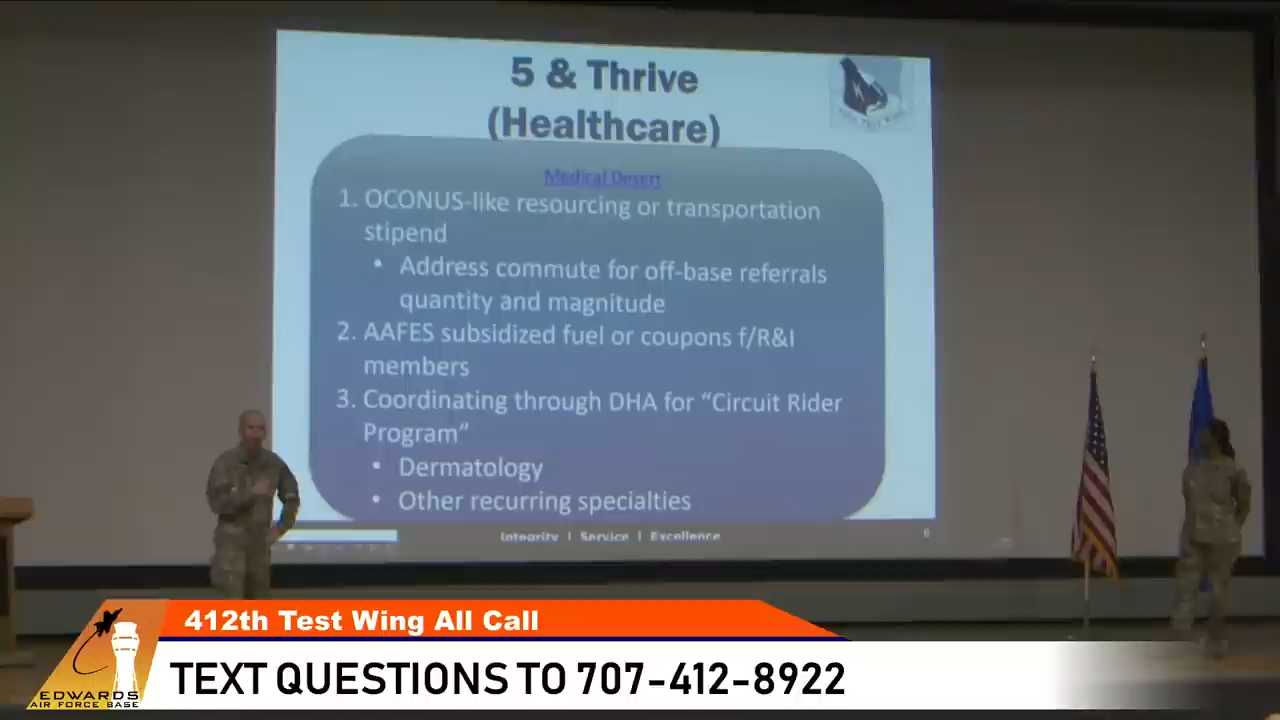 5 & Thrive
(Healthcare)
Medical Desert
1. OCONUS-like resourcing or transportation
stipend
• Address commute for off-base referrals
quantity and magnitude
2. AAFES subsidized fuel or coupons f/R&I
members
3. Coordinating through DHA for “Circuit Rider
Program”
• Dermatology
• Other recurring specialties
Integrity | Service | Excellence
6
412th Test Wing All Call
TEXT QUESTIONS TO 707-412-8922
EDWARDS
AIR FORCE BASE